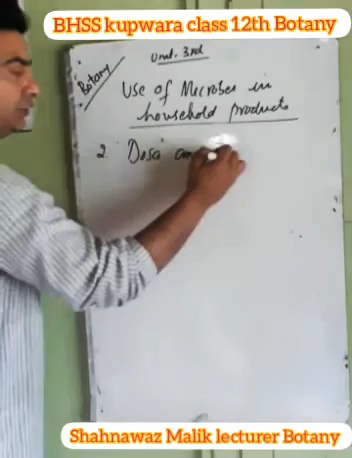 BHSS kupwara class 12th Botany
Unit. 3rd
Botany
Use of Microbes in
household products
2. Dosa
Shahnawaz Malik lecturer Botany